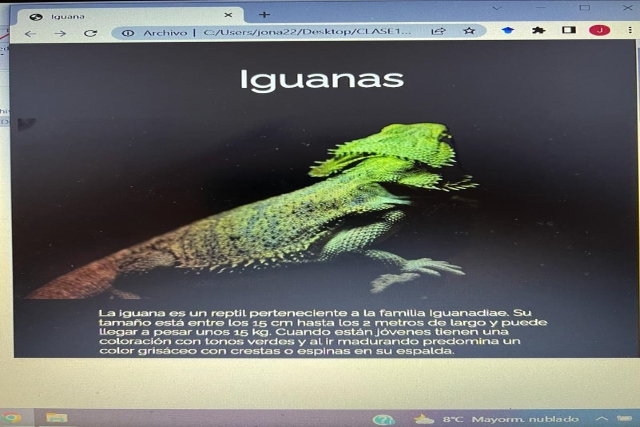 Iguana
Archivo | C:/Users/jona22/Desktop/CLASE1...
J
Iguanas
La iguana es un reptil perteneciente a la familia Iguanadiae. Su
tamaño está entre los 15 cm hasta los 2 metros de largo y puede
llegar a pesar unos 15 kg. Cuando están jóvenes tienen una
coloración con tonos verdes y al ir madurando predomina un
color grisáceo con crestas o espinas en su espalda.
8°C Mayorm. nublado